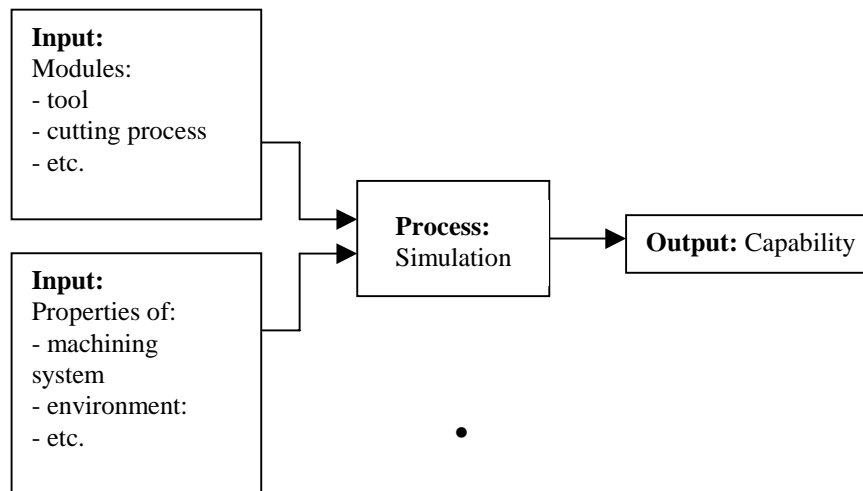 Input:
Modules:
- tool
- cutting process
- etc.
Input:
Properties of:
- machining
system
- environment:
- etc.
Process:
Simulation
Output: Capability
•